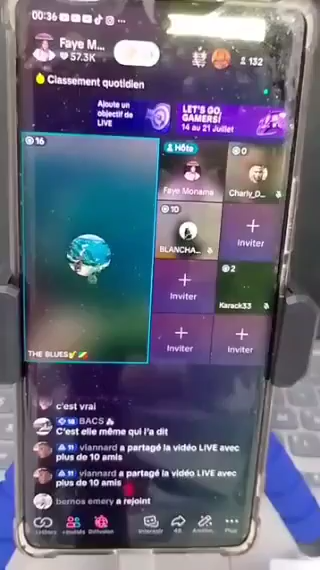 00:36
Faye M...
57.3K
132
Classement quotidien
Ajoute un
objectif de
LIVE
LET'S GO,
GAMERS!
14 au 21 Juillet
16
Hôte
0
Faye Monama
Charly_D...
10
BLANCHA...
Inviter
Inviter
2
Karack33
THE BLUES
Inviter
Inviter
c'est vrai
18 BACS
C'est elle même qui l'a dit
11 viannard a partagé la vidéo LIVE avec
plus de 10 amis
11 viannard a partagé la vidéo LIVE avec
plus de 10 amis
bernos emery a rejoint
Plus